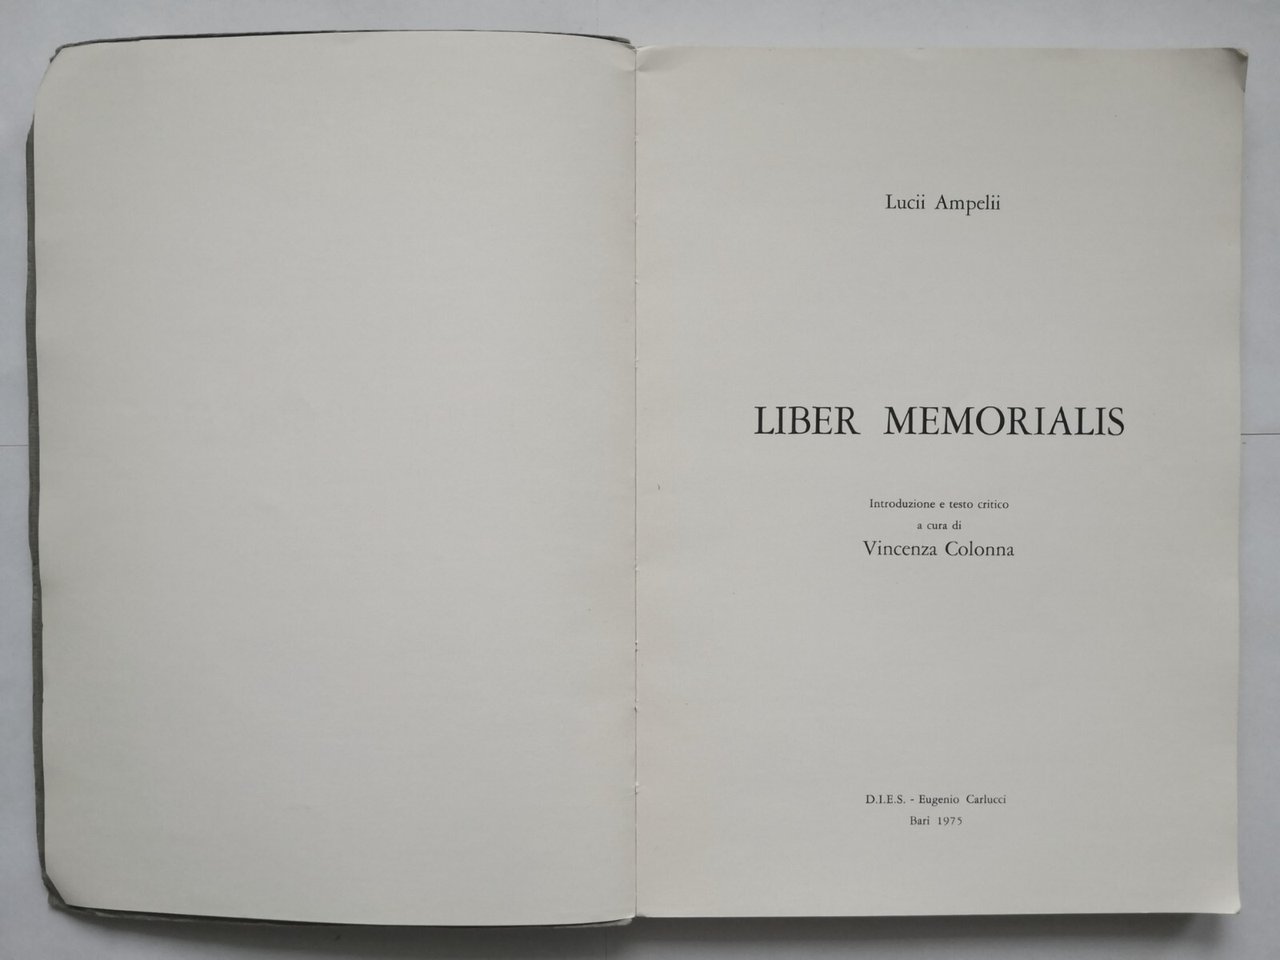 Lucii Ampelii
LIBER MEMORIALIS
Introduzione e testo critico
a cura di
Vincenza Colonna
D.I.E.S. - Eugenio Carlucci
Bari 1975